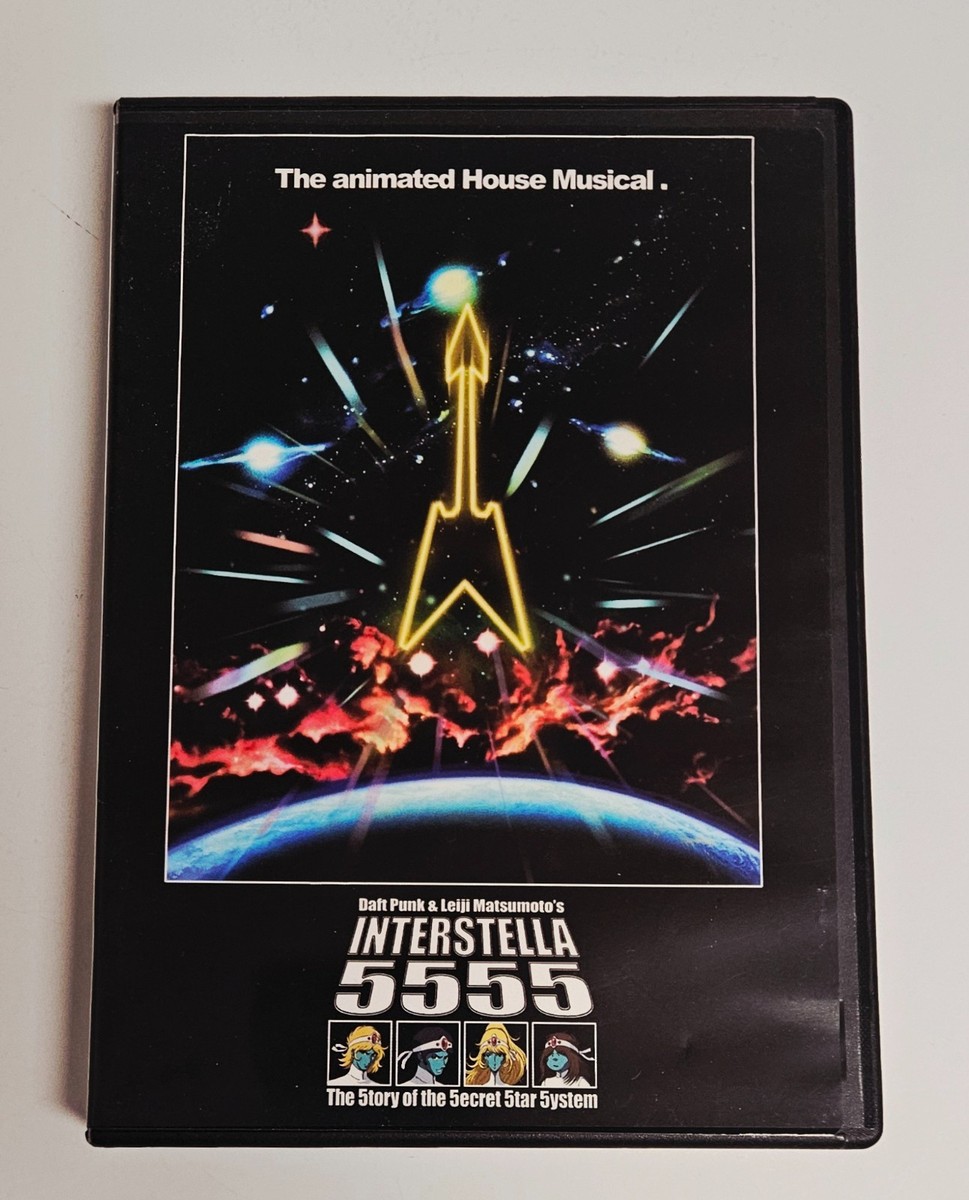 The animated House Musical .
Daft Punk & Leiji Matsumoto's
INTERSTELLA
5555
The 5tory of the 5ecret 5tar 5ystem